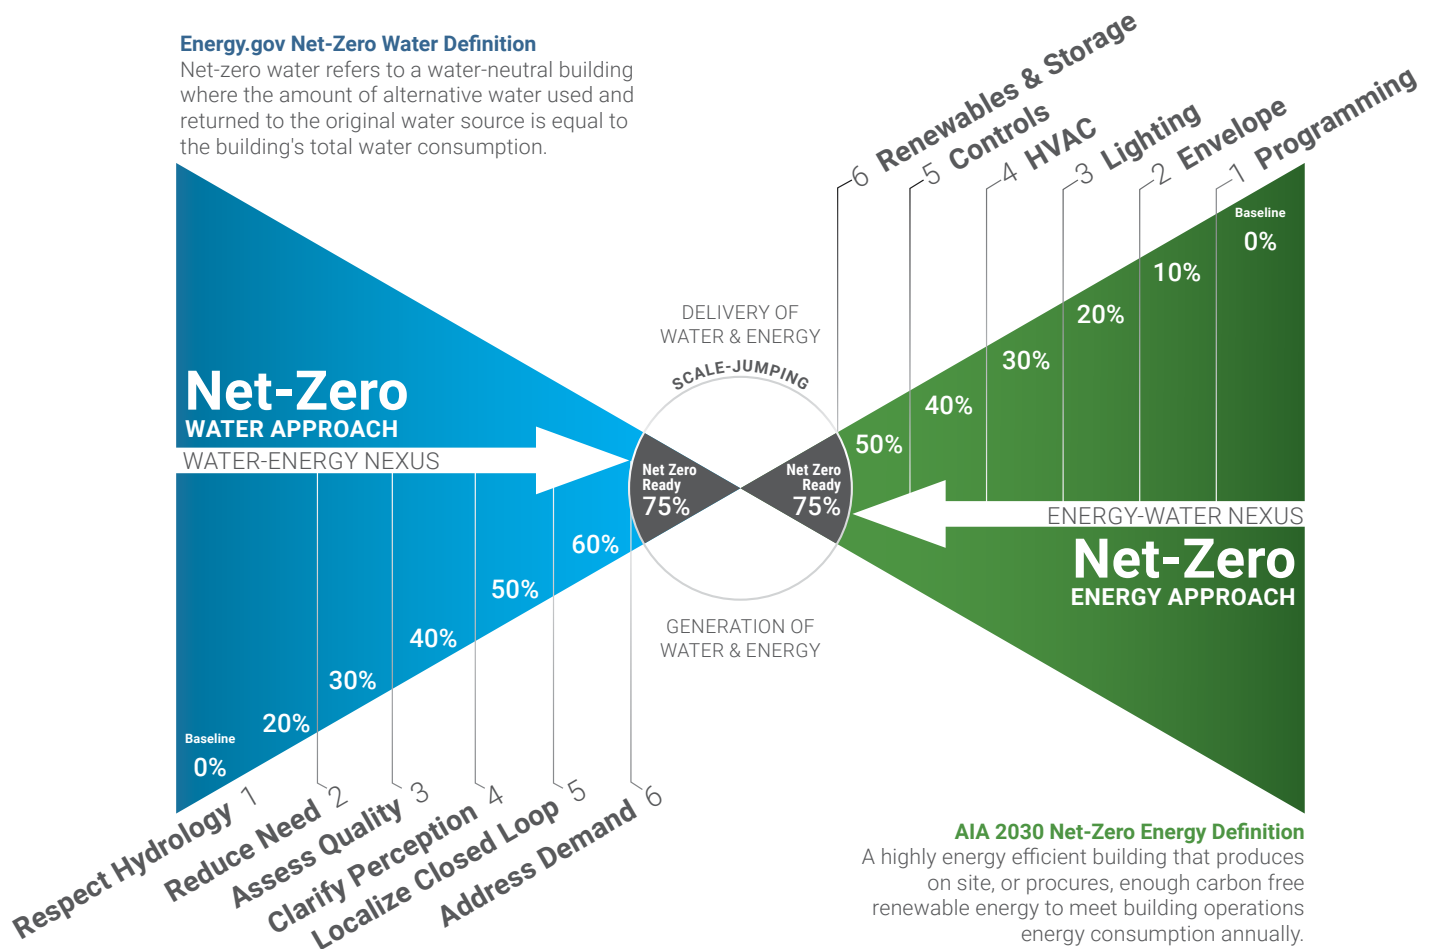 Energy.gov Net-Zero Water Definition
Net-zero water refers to a water-neutral building
where the amount of alternative water used and
returned to the original water source is equal to
the building's total water consumption.
6 Renewables & Storage
5 Controls
4 HVAC
3 Lighting
2 Envelope
1 Programming
Baseline
0%
10%
20%
30%
40%
50%
DELIVERY OF
WATER & ENERGY
SCALE-JUMPING
Net-Zero
WATER APPROACH
WATER-ENERGY NEXUS
Net Zero
Ready
75%
Net Zero
Ready
75%
ENERGY-WATER NEXUS
Net-Zero
ENERGY APPROACH
60%
50%
40%
30%
20%
Baseline
0%
GENERATION OF
WATER & ENERGY
Respect Hydrology 1
Reduce Need 2
Assess Quality 3
Clarify Perception 4
Localize Closed Loop 5
Address Demand 6
AIA 2030 Net-Zero Energy Definition
A highly energy efficient building that produces
on site, or procures, enough carbon free
renewable energy to meet building operations
energy consumption annually.